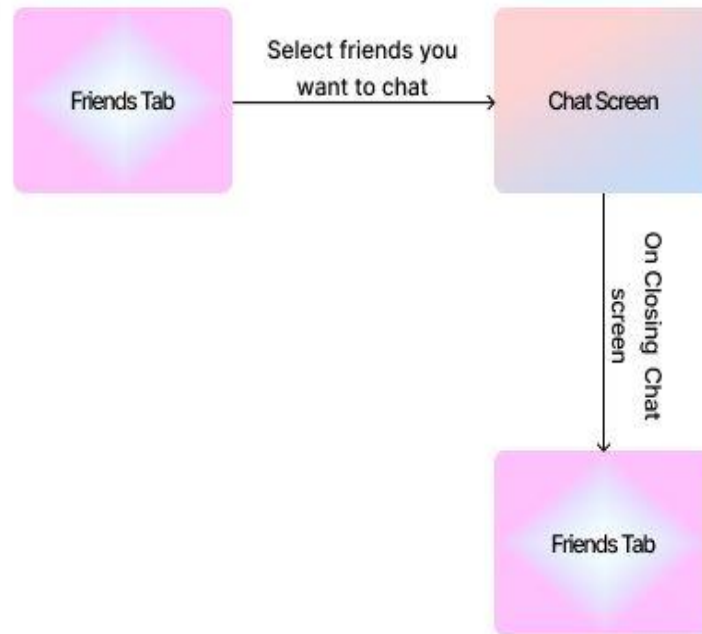 Friends Tab
Select friends you
want to chat
Chat Screen
On Closing Chat
screen
Friends Tab